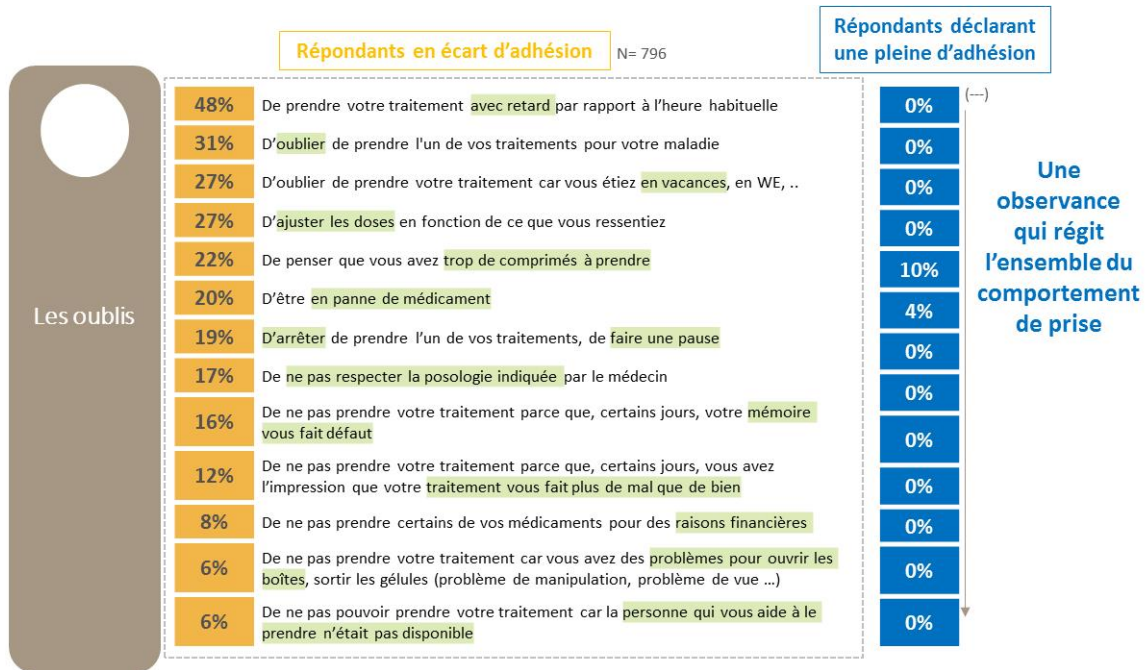 Répondants en écart d'adhésion N= 796
Répondants déclarant
une pleine d'adhésion
Les oublis
48% De prendre votre traitement avec retard par rapport à l'heure habituelle 0% (---)
31% D'oublier de prendre l'un de vos traitements pour votre maladie 0%
27% D'oublier de prendre votre traitement car vous étiez en vacances, en WE, .. 0%
27% D'ajuster les doses en fonction de ce que vous ressentiez 0%
22% De penser que vous avez trop de comprimés à prendre 10%
20% D'être en panne de médicament 4%
19% D'arrêter de prendre l'un de vos traitements, de faire une pause 0%
17% De ne pas respecter la posologie indiquée par le médecin 0%
16% De ne pas prendre votre traitement parce que, certains jours, votre mémoire
vous fait défaut 0%
12% De ne pas prendre votre traitement parce que, certains jours, vous avez
l'impression que votre traitement vous fait plus de mal que de bien 0%
8% De ne pas prendre certains de vos médicaments pour des raisons financières 0%
6% De ne pas prendre votre traitement car vous avez des problèmes pour ouvrir les
boîtes, sortir les gélules (problème de manipulation, problème de vue ...) 0%
6% De ne pas pouvoir prendre votre traitement car la personne qui vous aide à le
prendre n'était pas disponible 0%
Une
observance
qui régit
l'ensemble du
comportement
de prise